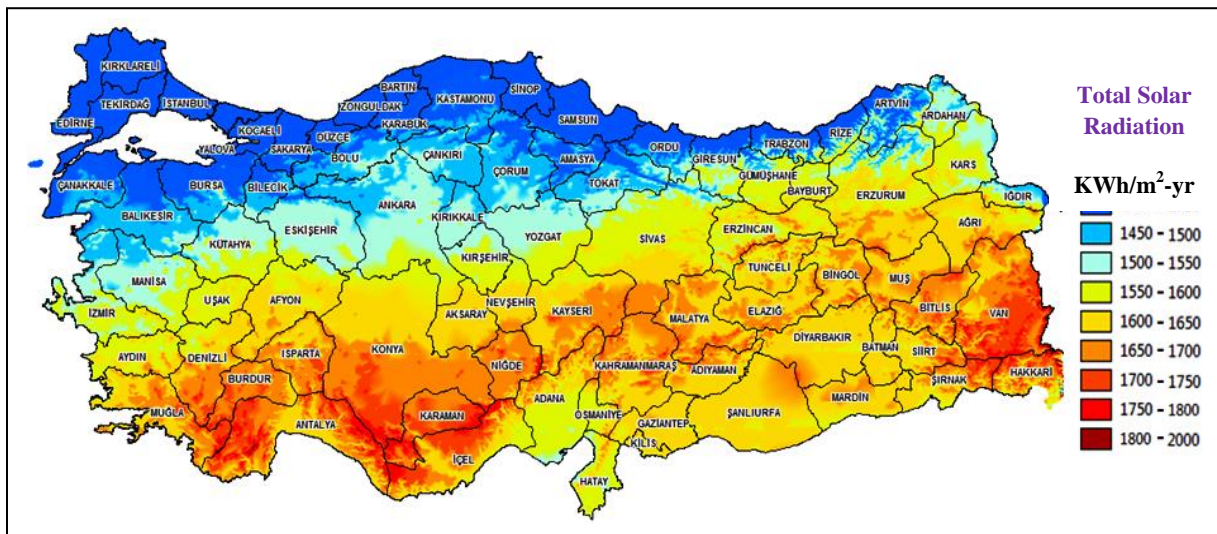 KIRKLARELİ
TEKİRDAĞ
İSTANBUL
EDİRNE
KOCAELİ
YALOVA
SAKARYA
DÜZCE
ZONGULDAK
BARTIN
KARABÜK
KASTAMONU
SİNOP
SAMSUN
ORDU
GİRESUN
TRABZON
RİZE
ARTVİN
ARDAHAN
KARS
IĞDIR
ÇANAKKALE
BURSA
BİLECİK
BOLU
ÇANKIRI
ÇORUM
AMASYA
TOKAT
GÜMÜŞHANE
BAYBURT
ERZURUM
AĞRI
BALIKEŞİR
KÜTAHYA
ESKİŞEHİR
ANKARA
KIRIKKALE
YOZGAT
SİVAS
ERZİNCAN
KIRŞEHİR
TUNCELİ
BİNGÖL
MUŞ
BİTLİS
VAN
MANİSA
İZMİR
UŞAK
AFYON
AKSARAY
NEVŞEHİR
KAYSERİ
MALATYA
ELAZIĞ
DİYARBAKIR
BATMAN
SİİRT
AYDIN
DENİZLİ
ISPARTA
BURDUR
KONYA
NİĞDE
KAHRAMANMARAŞ
ADIYAMAN
MARDİN
ŞIRNAK
HAKKARİ
MUĞLA
ANTALYA
KARAMAN
İÇEL
ADANA
OSMANİYE
GAZİANTEP
KİLİS
ŞANLIURFA
HATAY
Total Solar
Radiation
KWh/m²-yr
1450 - 1500
1500 - 1550
1550 - 1600
1600 - 1650
1650 - 1700
1700 - 1750
1750 - 1800
1800 - 2000